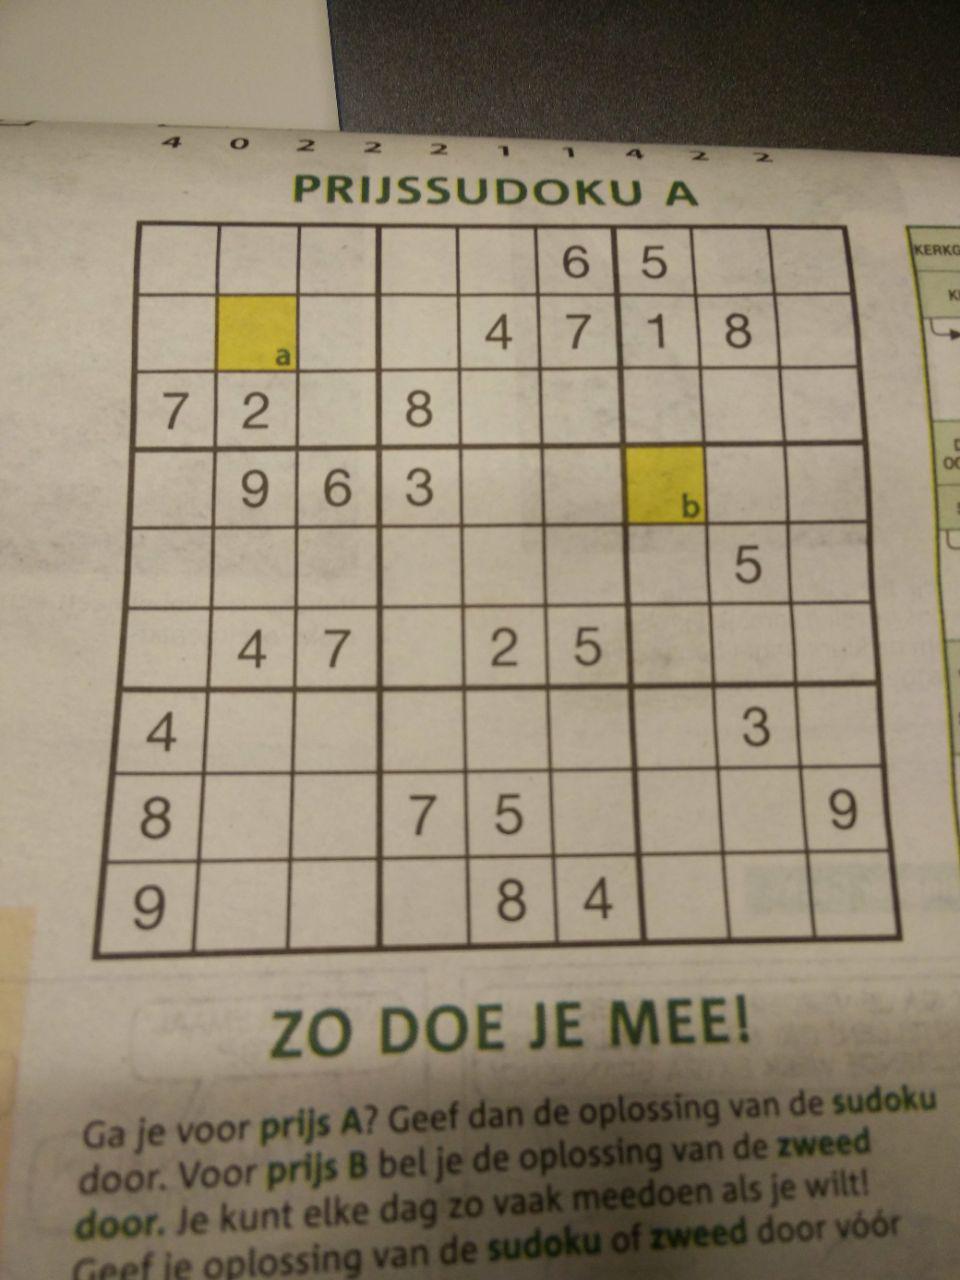 4 0 2 2 2 1 1 4 2 2
PRIJSSUDOKU A
6 5
a 4 7 1 8
7 2 8
9 6 3 b
5
4 7 2 5
4 3
8 7 5 9
9 8 4
KERKG
ZO DOE JE MEE!
Ga je voor prijs A? Geef dan de oplossing van de sudoku
door. Voor prijs B bel je de oplossing van de zweed
door. Je kunt elke dag zo vaak meedoen als je wilt!
Geef je oplossing van de sudoku of zweed door vóór